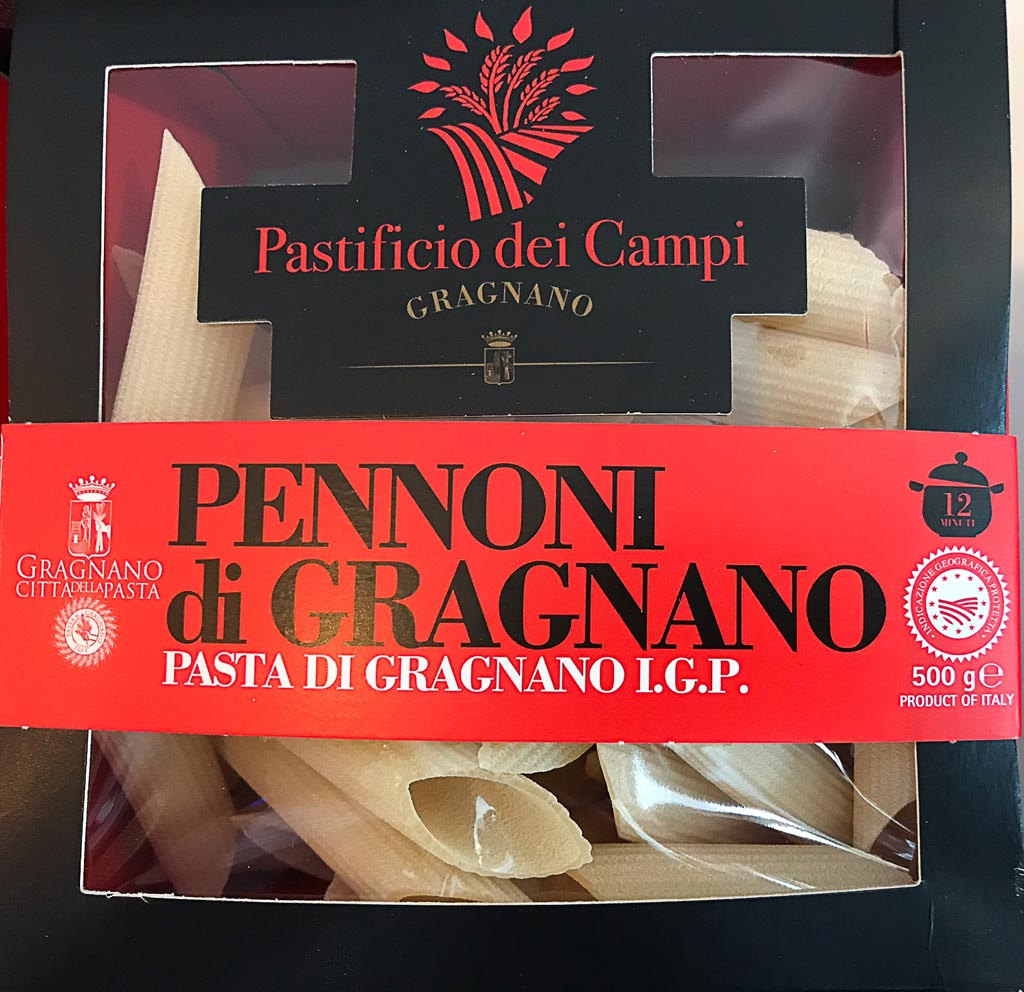 Pastificio dei Campi
GRAGNANO
PENNONI
di GRAGNANO
PASTA DI GRAGNANO I.G.P.
GRAGNANO
CITTÀ DELLA PASTA
12
MINUTI
INDICAZIONE GEOGRAFICA PROTETTA
500 g ℮
PRODUCT OF ITALY